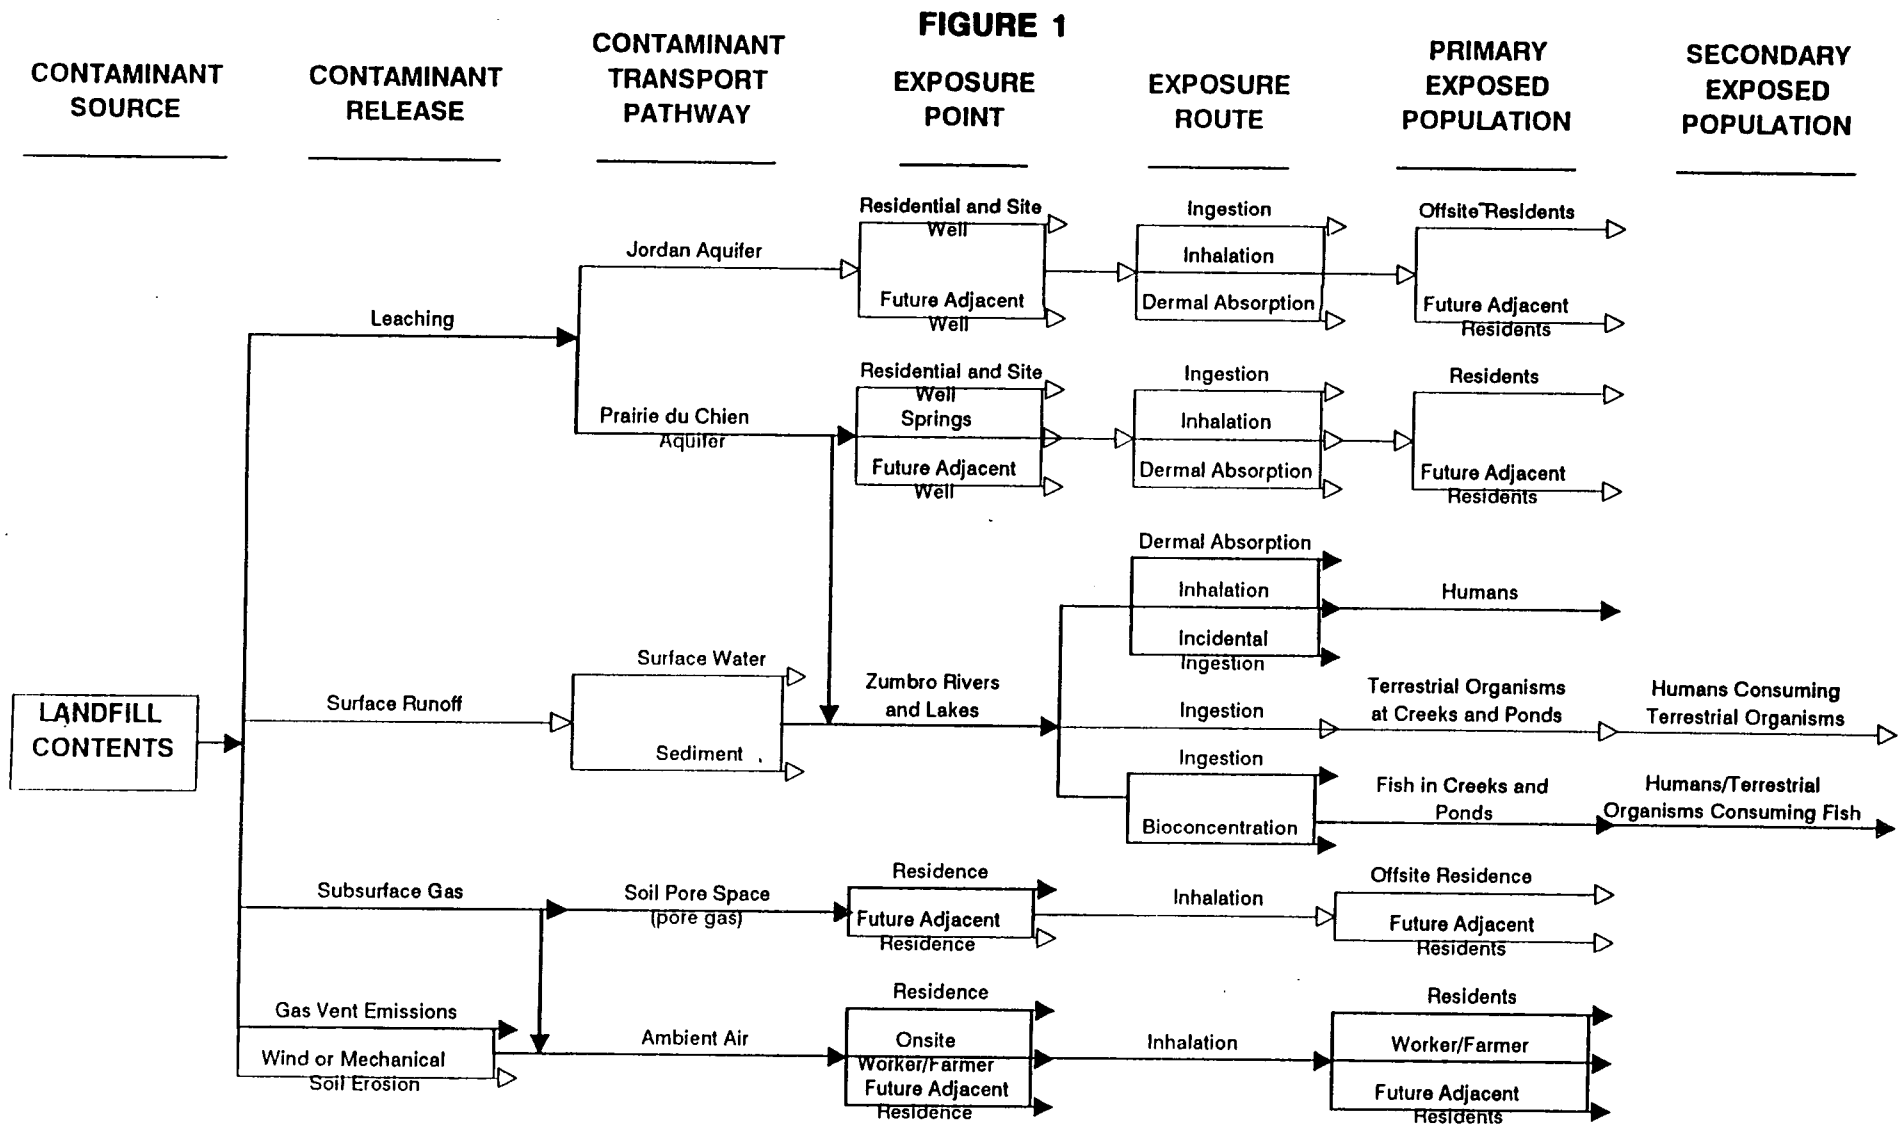 FIGURE 1
CONTAMINANT
SOURCE
CONTAMINANT
RELEASE
CONTAMINANT
TRANSPORT
PATHWAY
EXPOSURE
POINT
EXPOSURE
ROUTE
PRIMARY
EXPOSED
POPULATION
SECONDARY
EXPOSED
POPULATION
LANDFILL
CONTENTS
Leaching
Jordan Aquifer
Residential and Site
Well
Future Adjacent
Well
Ingestion
Inhalation
Dermal Absorption
Offsite Residents
Future Adjacent
Residents
Prairie du Chien
Aquifer
Residential and Site
Well
Springs
Future Adjacent
Well
Ingestion
Inhalation
Dermal Absorption
Residents
Future Adjacent
Residents
Surface Runoff
Surface Water
Sediment
Zumbro Rivers
and Lakes
Dermal Absorption
Inhalation
Incidental
Ingestion
Humans
Ingestion
Terrestrial Organisms
at Creeks and Ponds
Humans Consuming
Terrestrial Organisms
Ingestion
Bioconcentration
Fish in Creeks and
Ponds
Humans/Terrestrial
Organisms Consuming Fish
Subsurface Gas
Soil Pore Space
(pore gas)
Residence
Future Adjacent
Residence
Inhalation
Offsite Residence
Future Adjacent
Residents
Gas Vent Emissions
Wind or Mechanical
Soil Erosion
Ambient Air
Residence
Onsite
Worker/Farmer
Future Adjacent
Residence
Inhalation
Residents
Worker/Farmer
Future Adjacent
Residents